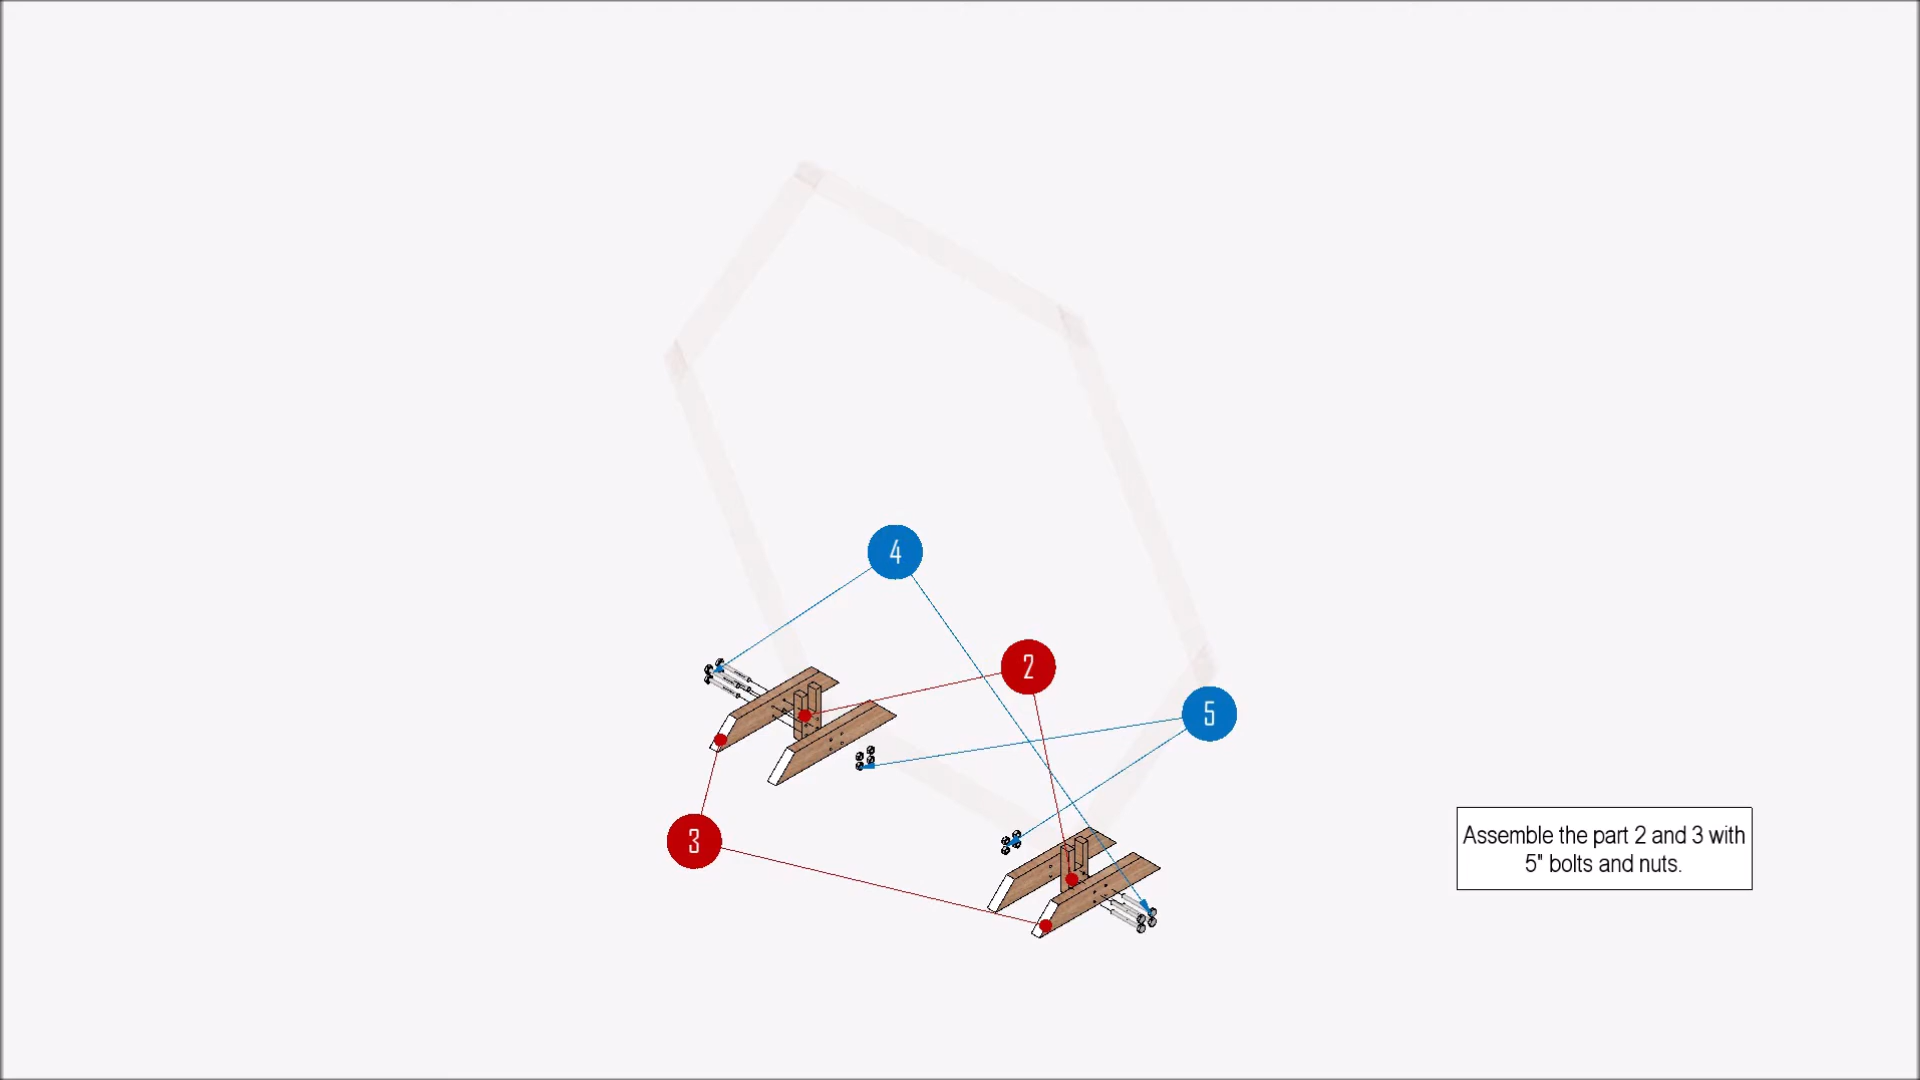 4
2
5
3
Assemble the part 2 and 3 with
5" bolts and nuts.